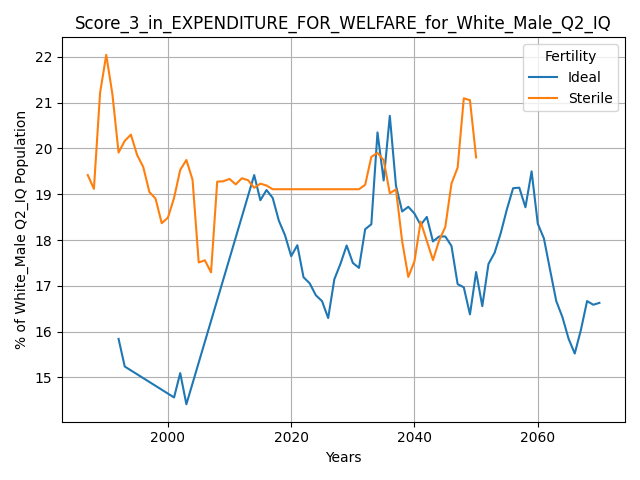 Score_3_in_EXPENDITURE_FOR_WELFARE_for_White_Male_Q2_IQ
Fertility
Ideal
Sterile
% of White_Male Q2_IQ Population
22
21
20
19
18
17
16
15
2000
2020
2040
2060
Years